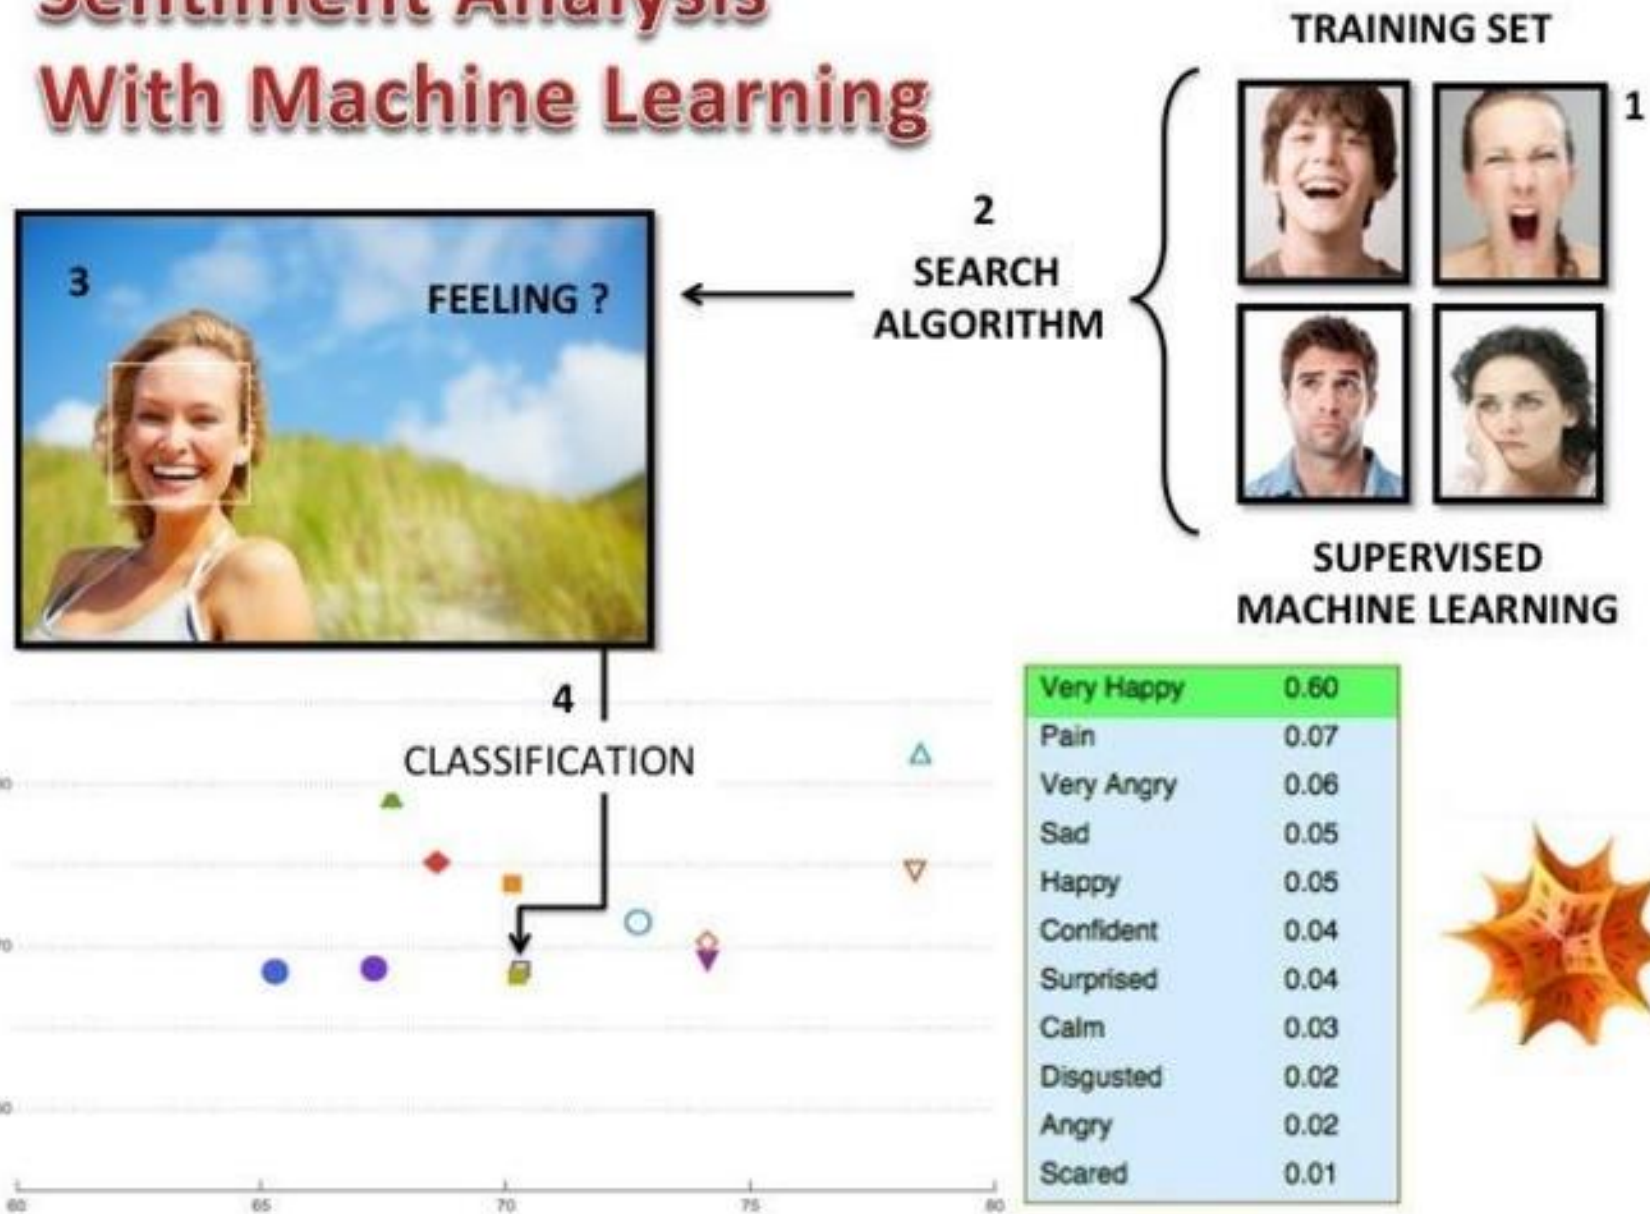 Sentiment Analysis
With Machine Learning
TRAINING SET
1
2
SEARCH
ALGORITHM
3
FEELING ?
SUPERVISED
MACHINE LEARNING
4
CLASSIFICATION
Very Happy 0.60
Pain 0.07
Very Angry 0.06
Sad 0.05
Happy 0.05
Confident 0.04
Surprised 0.04
Calm 0.03
Disgusted 0.02
Angry 0.02
Scared 0.01
60 65 70 75 80